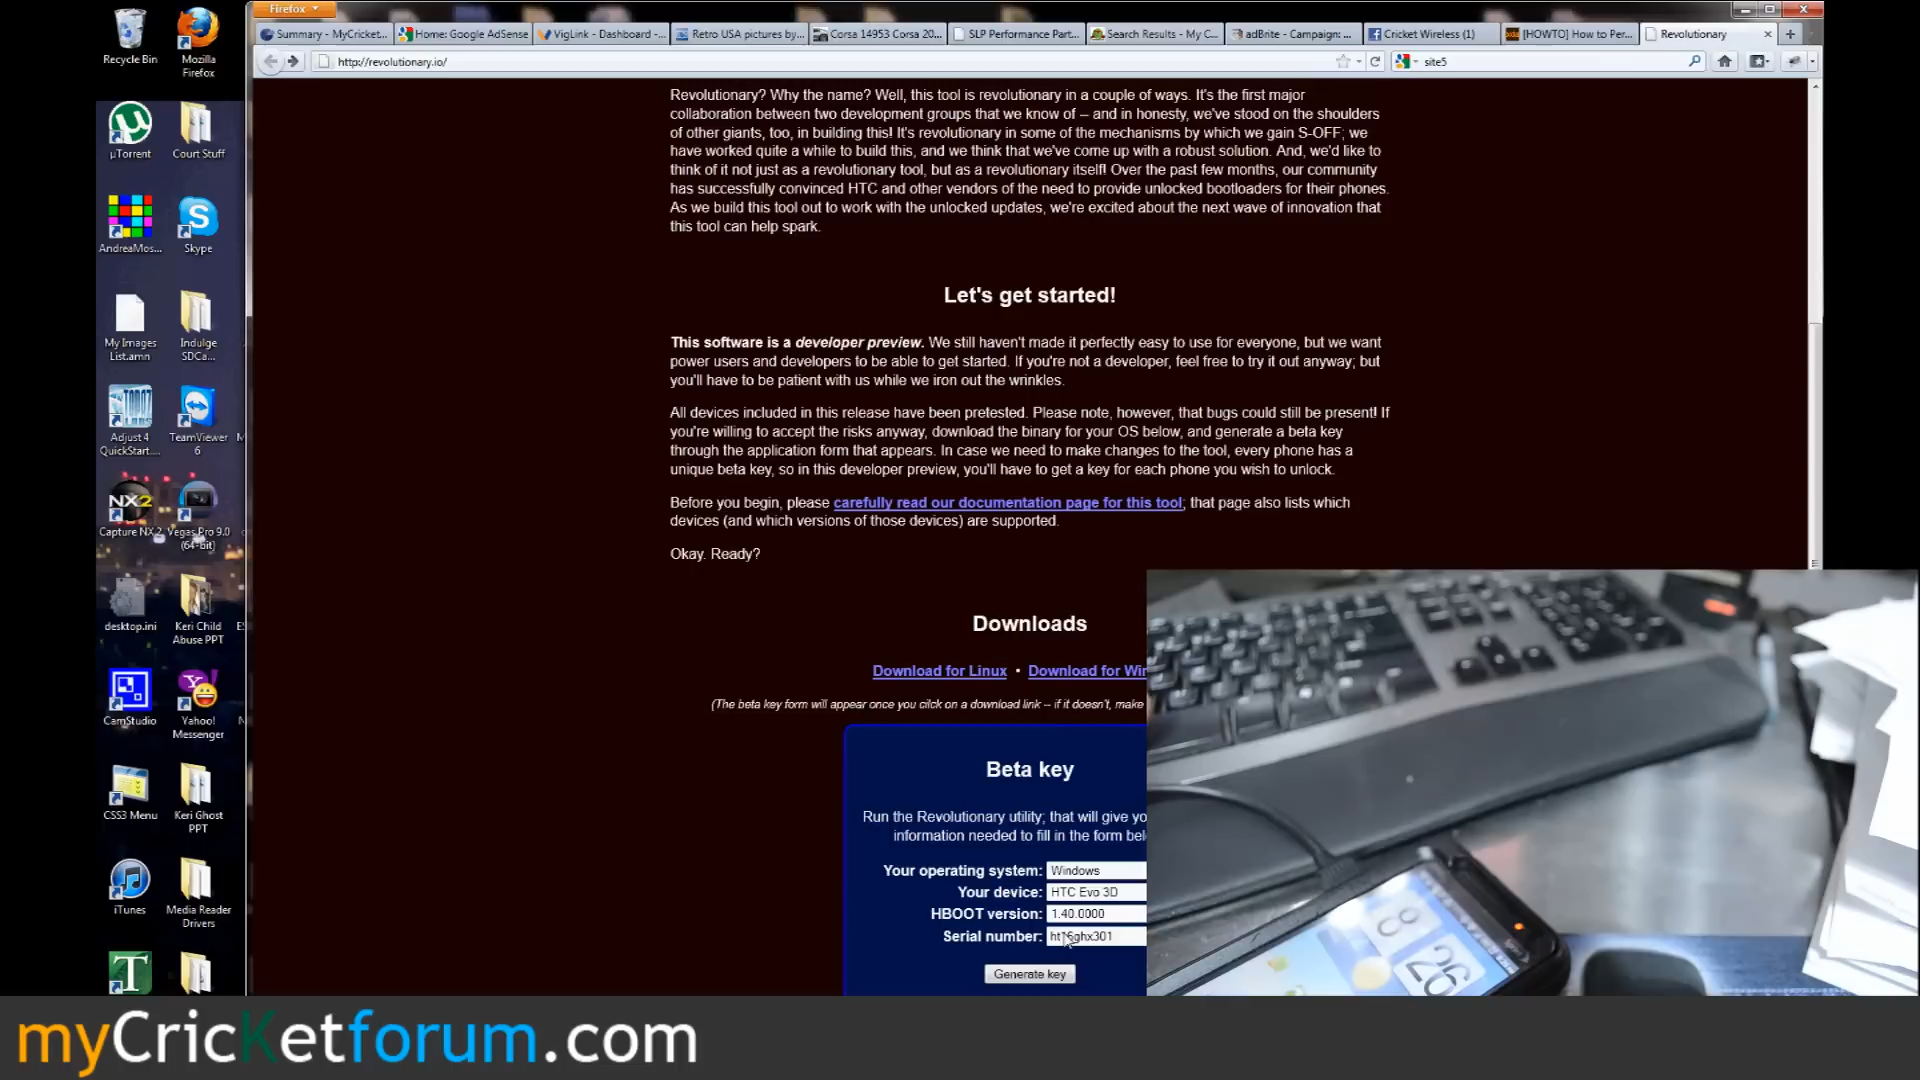 Firefox
Summary - MyCricket...
Home: Google AdSense
VigLink - Dashboard -...
Retro USA pictures by...
Corsa 14953 Corsa 20...
SLP Performance Part...
Search Results - My C...
adBrite - Campaign: ...
Cricket Wireless (1)
[HOWTO] How to Per...
Revolutionary
http://revolutionary.io/
site5
Recycle Bin
Mozilla Firefox
µTorrent
Court Stuff
AndreaMos...
Skype
My Images List.amn
Indulge SDCa...
Adjust 4 QuickStart....
TeamViewer 6
Capture NX 2
Vegas Pro 9.0 (64-bit)
desktop.ini
Keri Child Abuse PPT
CamStudio
Yahoo! Messenger
CSS3 Menu
Keri Ghost PPT
iTunes
Media Reader Drivers
Revolutionary? Why the name? Well, this tool is revolutionary in a couple of ways. It's the first major
collaboration between two development groups that we know of -- and in honesty, we've stood on the shoulders
of other giants, too, in building this! It's revolutionary in some of the mechanisms by which we gain S-OFF; we
have worked quite a while to build this, and we think that we've come up with a robust solution. And, we'd like to
think of it not just as a revolutionary tool, but as a revolutionary itself! Over the past few months, our community
has successfully convinced HTC and other vendors of the need to provide unlocked bootloaders for their phones.
As we build this tool out to work with the unlocked updates, we're excited about the next wave of innovation that
this tool can help spark.
Let's get started!
This software is a developer preview. We still haven't made it perfectly easy to use for everyone, but we want
power users and developers to be able to get started. If you're not a developer, feel free to try it out anyway; but
you'll have to be patient with us while we iron out the wrinkles.
All devices included in this release have been pretested. Please note, however, that bugs could still be present! If
you're willing to accept the risks anyway, download the binary for your OS below, and generate a beta key
through the application form that appears. In case we need to make changes to the tool, every phone has a
unique beta key, so in this developer preview, you'll have to get a key for each phone you wish to unlock.
Before you begin, please carefully read our documentation page for this tool; that page also lists which
devices (and which versions of those devices) are supported.
Okay. Ready?
Downloads
Download for Linux • Download for Win
(The beta key form will appear once you click on a download link -- if it doesn't, make
Beta key
Run the Revolutionary utility; that will give yo
information needed to fill in the form bel
Your operating system: Windows
Your device: HTC Evo 3D
HBOOT version: 1.40.0000
Serial number:
Generate key
8
26
myCricKetforum.com